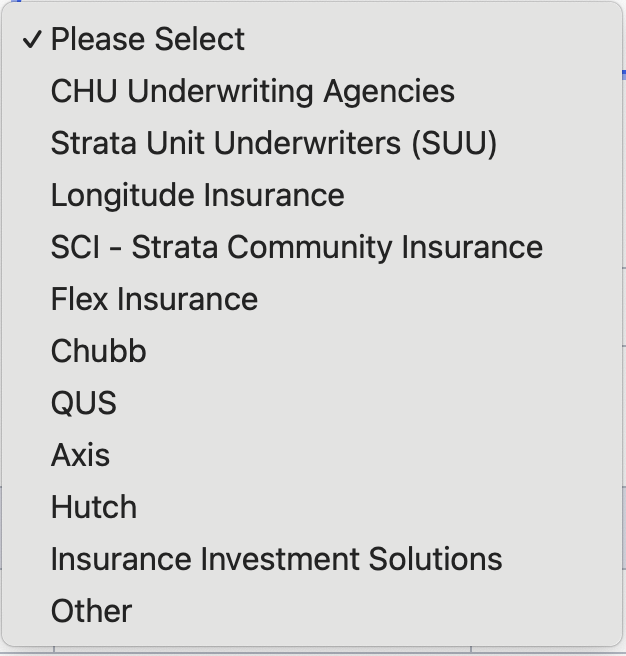 ✓ Please Select
CHU Underwriting Agencies
Strata Unit Underwriters (SUU)
Longitude Insurance
SCI - Strata Community Insurance
Flex Insurance
Chubb
QUS
Axis
Hutch
Insurance Investment Solutions
Other